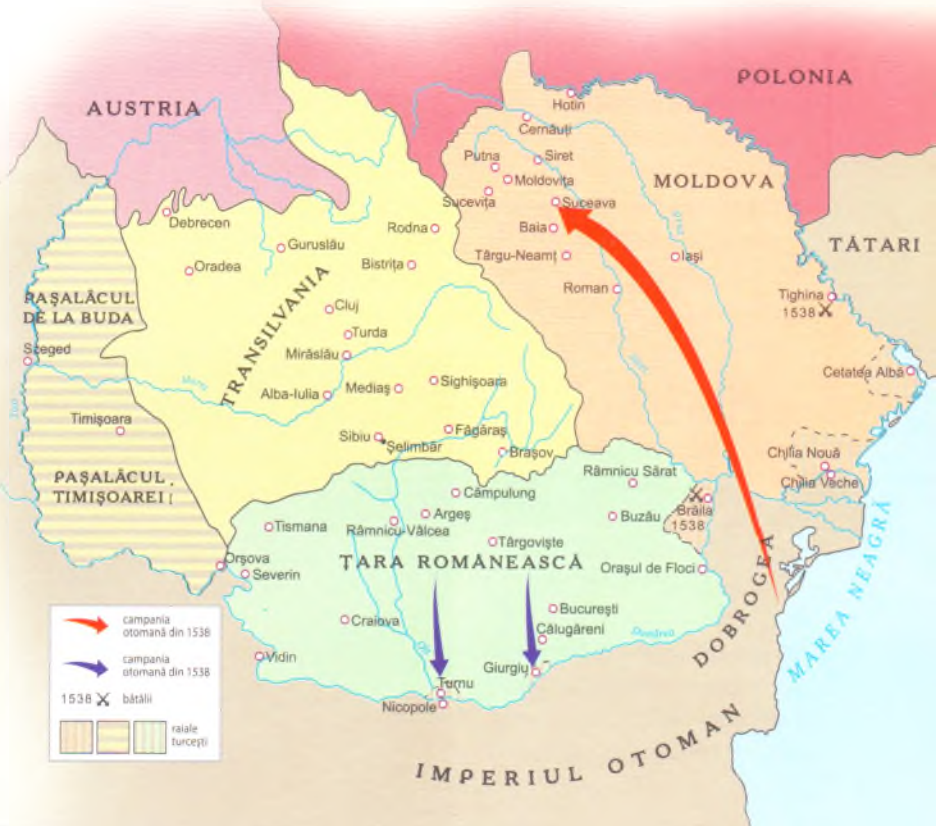 POLONIA
AUSTRIA
Hotin
Cernăuți
Putna
Siret
Moldovița
MOLDOVA
Sucevița
Suceava
Debrecen
Rodna
Baia
TĂTARI
Guruslău
Târgu-Neamț
Iași
Oradea
Bistrița
Roman
Tighina
1538
PAȘALÂCUL
DE LA BUDA
Cluj
TRANSILVANIA
Turda
Szeged
Mirăslău
Cetatea Albă
Mediaș
Sighișoara
Alba-Iulia
Timișoara
Sibiu
Șelimbăr
Făgăraș
Brașov
Chilia Nouă
Chilia Veche
PAȘALÂCUL
TIMIȘOAREI
Râmnicu Sărat
Câmpulung
Brăila
1538
Tismana
Râmnicu-Vâlcea
Argeș
Buzău
Târgoviște
ȚARA ROMÂNEASCĂ
Orșova
Severin
Orașul de Floci
DOBROGEA
MAREA NEAGRĂ
București
Craiova
Călugăreni
Olt
Dunărea
Vidin
Giurgiu
Turnu
Nicopole
IMPERIUL OTOMAN
campania
otomană din 1538
campania
otomană din 1538
1538 bătălii
raiale
turcești